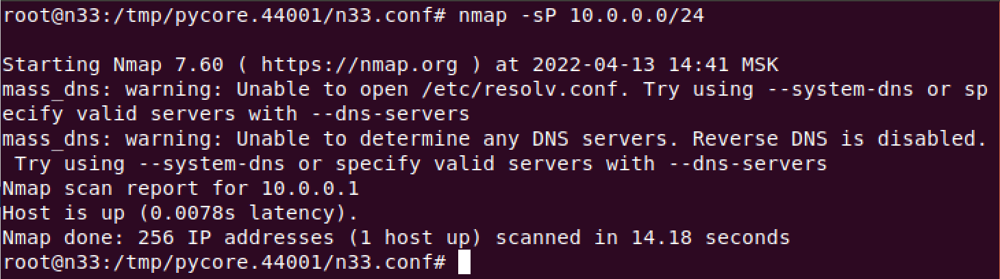 root@n33:/tmp/pycore.44001/n33.conf# nmap -sP 10.0.0.0/24
Starting Nmap 7.60 ( https://nmap.org ) at 2022-04-13 14:41 MSK
mass_dns: warning: Unable to open /etc/resolv.conf. Try using --system-dns or sp
ecify valid servers with --dns-servers
mass_dns: warning: Unable to determine any DNS servers. Reverse DNS is disabled.
 Try using --system-dns or specify valid servers with --dns-servers
Nmap scan report for 10.0.0.1
Host is up (0.0078s latency).
Nmap done: 256 IP addresses (1 host up) scanned in 14.18 seconds
root@n33:/tmp/pycore.44001/n33.conf#